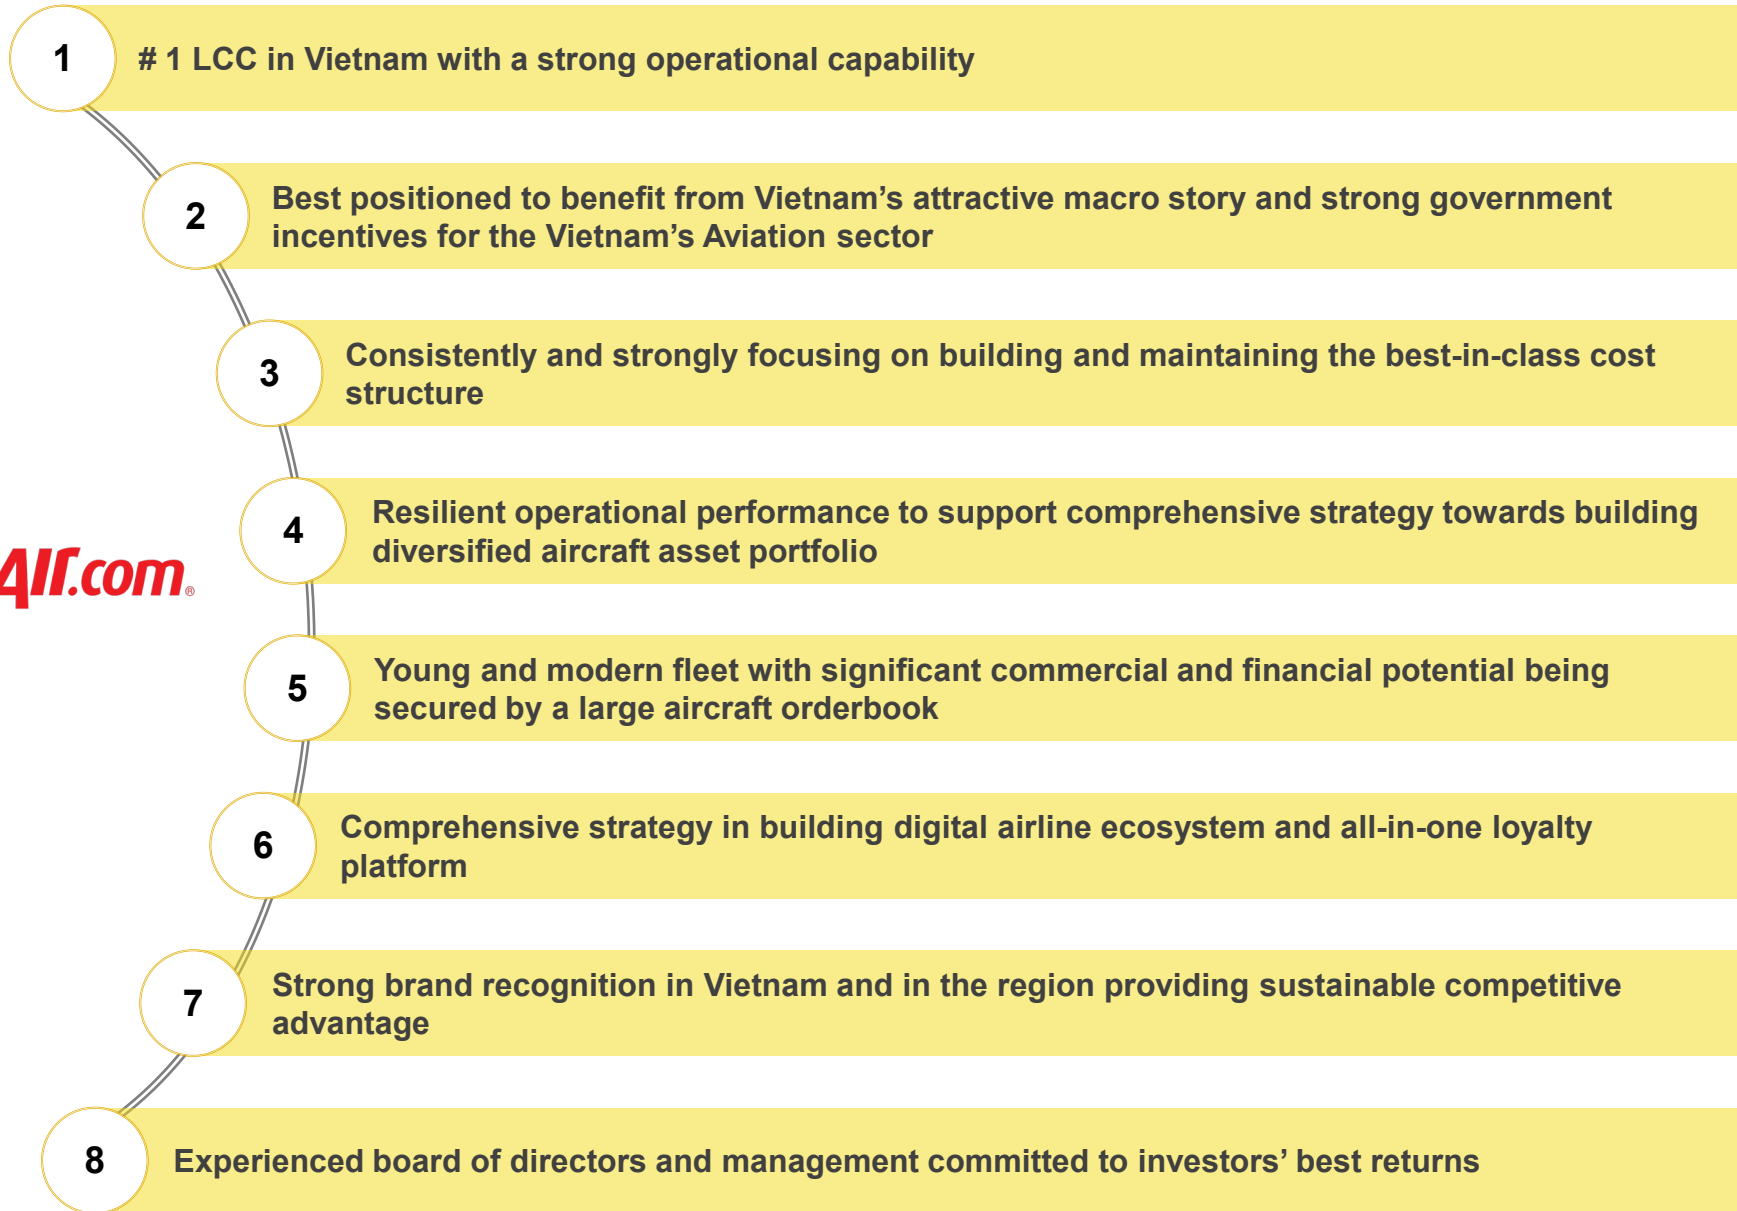 1
# 1 LCC in Vietnam with a strong operational capability
2
Best positioned to benefit from Vietnam’s attractive macro story and strong government
incentives for the Vietnam’s Aviation sector
3
Consistently and strongly focusing on building and maintaining the best-in-class cost
structure
4
Resilient operational performance to support comprehensive strategy towards building
diversified aircraft asset portfolio
Air.com®
5
Young and modern fleet with significant commercial and financial potential being
secured by a large aircraft orderbook
6
Comprehensive strategy in building digital airline ecosystem and all-in-one loyalty
platform
7
Strong brand recognition in Vietnam and in the region providing sustainable competitive
advantage
8
Experienced board of directors and management committed to investors’ best returns